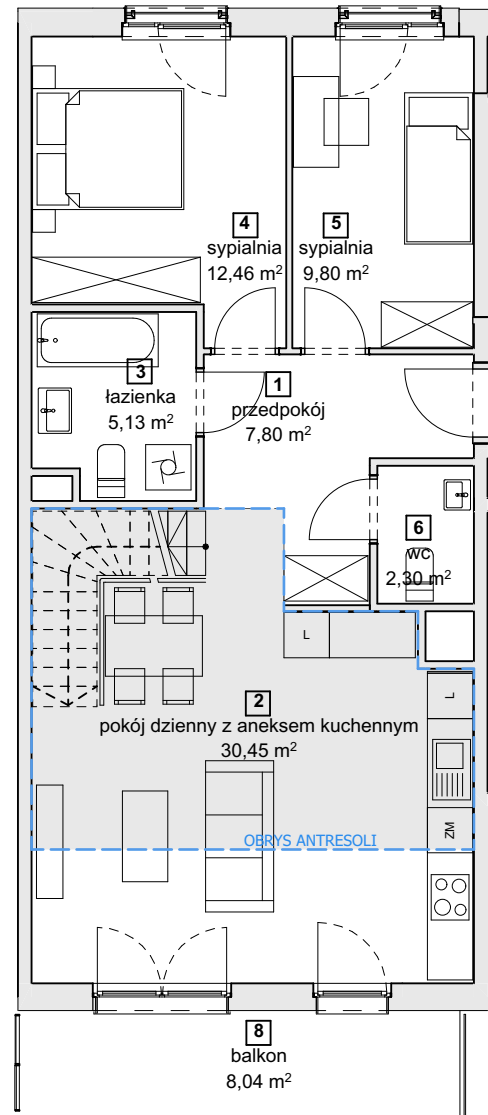 4
sypialnia
12,46 m²
5
sypialnia
9,80 m²
3
łazienka
5,13 m²
1
przedpokój
7,80 m²
6
wc
2,30 m²
L
2
pokój dzienny z aneksem kuchennym
30,45 m²
L
ZM
OBRYS ANTRESOLI
8
balkon
8,04 m²